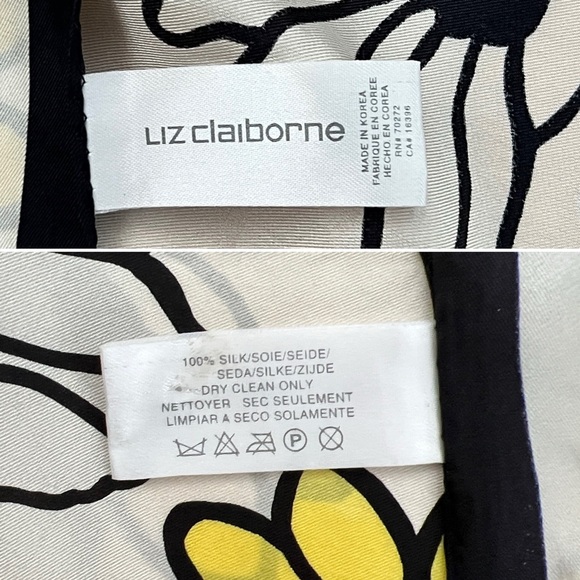 LIZ claiborne
MADE IN KOREA
FABRIQUE EN COREE
HECHO EN COREA
RN# 70272
CA# 16396
100% SILK/SOIE/SEIDE/
SEDA/SILKE/ZIJDE
DRY CLEAN ONLY
NETTOYER SEC SEULEMENT
LIMPIAR A SECO SOLAMENTE
P